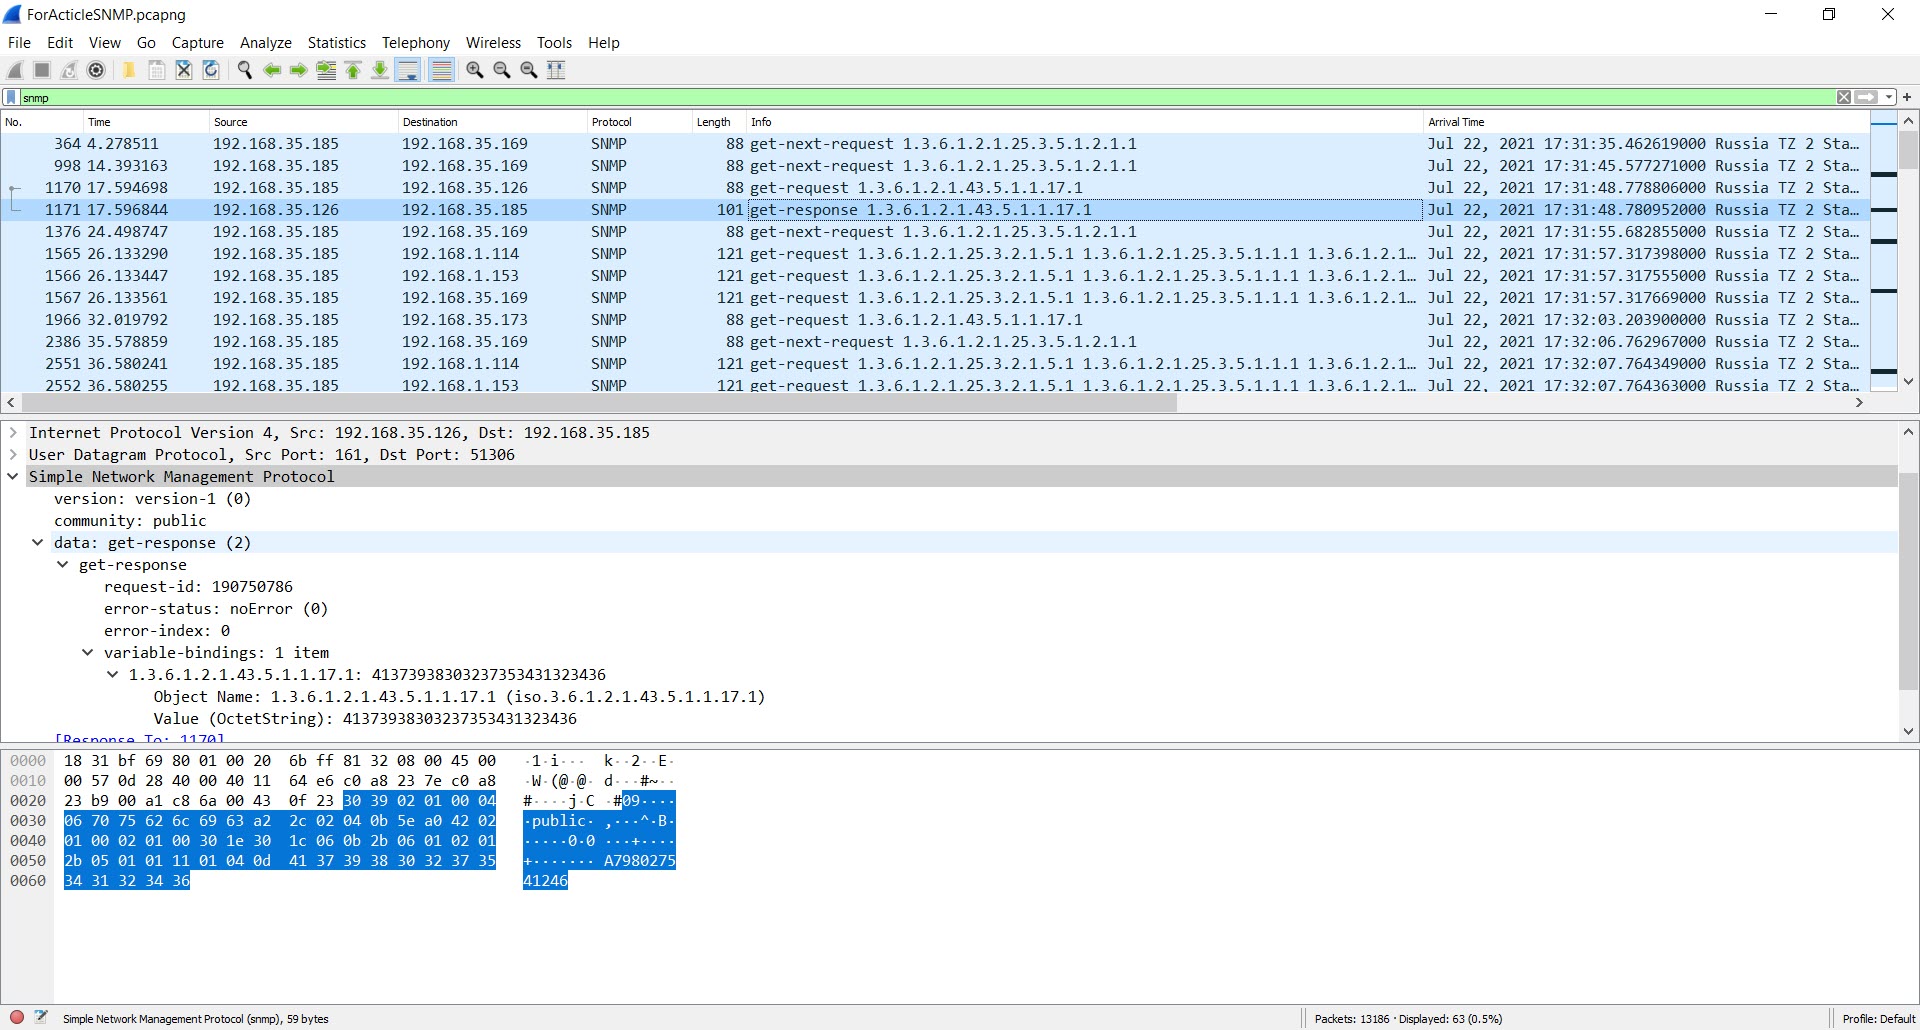 ForActicleSNMP.pcapng
File Edit View Go Capture Analyze Statistics Telephony Wireless Tools Help
snmp
No. Time Source Destination Protocol Length Info Arrival Time
364 4.278511 192.168.35.185 192.168.35.169 SNMP 88 get-next-request 1.3.6.1.2.1.25.3.5.1.2.1.1 Jul 22, 2021 17:31:35.462619000 Russia TZ 2 Sta…
998 14.393163 192.168.35.185 192.168.35.169 SNMP 88 get-next-request 1.3.6.1.2.1.25.3.5.1.2.1.1 Jul 22, 2021 17:31:45.577271000 Russia TZ 2 Sta…
1170 17.594698 192.168.35.185 192.168.35.126 SNMP 88 get-request 1.3.6.1.2.1.43.5.1.1.17.1 Jul 22, 2021 17:31:48.778806000 Russia TZ 2 Sta…
1171 17.596844 192.168.35.126 192.168.35.185 SNMP 101 get-response 1.3.6.1.2.1.43.5.1.1.17.1 Jul 22, 2021 17:31:48.780952000 Russia TZ 2 Sta…
1376 24.498747 192.168.35.185 192.168.35.169 SNMP 88 get-next-request 1.3.6.1.2.1.25.3.5.1.2.1.1 Jul 22, 2021 17:31:55.682855000 Russia TZ 2 Sta…
1565 26.133290 192.168.35.185 192.168.1.114 SNMP 121 get-request 1.3.6.1.2.1.25.3.2.1.5.1 1.3.6.1.2.1.25.3.5.1.1.1 1.3.6.1.2.1… Jul 22, 2021 17:31:57.317398000 Russia TZ 2 Sta…
1566 26.133447 192.168.35.185 192.168.1.153 SNMP 121 get-request 1.3.6.1.2.1.25.3.2.1.5.1 1.3.6.1.2.1.25.3.5.1.1.1 1.3.6.1.2.1… Jul 22, 2021 17:31:57.317555000 Russia TZ 2 Sta…
1567 26.133561 192.168.35.185 192.168.35.169 SNMP 121 get-request 1.3.6.1.2.1.25.3.2.1.5.1 1.3.6.1.2.1.25.3.5.1.1.1 1.3.6.1.2.1… Jul 22, 2021 17:31:57.317669000 Russia TZ 2 Sta…
1966 32.019792 192.168.35.185 192.168.35.173 SNMP 88 get-request 1.3.6.1.2.1.43.5.1.1.17.1 Jul 22, 2021 17:32:03.203900000 Russia TZ 2 Sta…
2386 35.578859 192.168.35.185 192.168.35.169 SNMP 88 get-next-request 1.3.6.1.2.1.25.3.5.1.2.1.1 Jul 22, 2021 17:32:06.762967000 Russia TZ 2 Sta…
2551 36.580241 192.168.35.185 192.168.1.114 SNMP 121 get-request 1.3.6.1.2.1.25.3.2.1.5.1 1.3.6.1.2.1.25.3.5.1.1.1 1.3.6.1.2.1… Jul 22, 2021 17:32:07.764349000 Russia TZ 2 Sta…
2552 36.580255 192.168.35.185 192.168.1.153 SNMP 121 get-request 1.3.6.1.2.1.25.3.2.1.5.1 1.3.6.1.2.1.25.3.5.1.1.1 1.3.6.1.2.1… Jul 22, 2021 17:32:07.764363000 Russia TZ 2 Sta…
Internet Protocol Version 4, Src: 192.168.35.126, Dst: 192.168.35.185
User Datagram Protocol, Src Port: 161, Dst Port: 51306
Simple Network Management Protocol
version: version-1 (0)
community: public
data: get-response (2)
get-response
request-id: 190750786
error-status: noError (0)
error-index: 0
variable-bindings: 1 item
1.3.6.1.2.1.43.5.1.1.17.1: 41373938303237353431323436
Object Name: 1.3.6.1.2.1.43.5.1.1.17.1 (iso.3.6.1.2.1.43.5.1.1.17.1)
Value (OctetString): 41373938303237353431323436
[Response To: 1170]
0000 18 31 bf 69 80 01 00 20 6b ff 81 32 08 00 45 00 ·1·i··· k··2··E·
0010 00 57 0d 28 40 00 40 11 64 e6 c0 a8 23 7e c0 a8 ·W·(@·@· d···#~··
0020 23 b9 00 a1 c8 6a 00 43 0f 23 30 39 02 01 00 04 #····j·C ·#09····
0030 06 70 75 62 6c 69 63 a2 2c 02 04 0b 5e a0 42 02 ·public· ,···^·B·
0040 01 00 02 01 00 30 1e 30 1c 06 0b 2b 06 01 02 01 ·····0·0 ···+····
0050 2b 05 01 01 11 01 04 0d 41 37 39 38 30 32 37 35 +······· A7980275
0060 34 31 32 34 36 41246
Simple Network Management Protocol (snmp), 59 bytes Packets: 13186 · Displayed: 63 (0.5%) Profile: Default